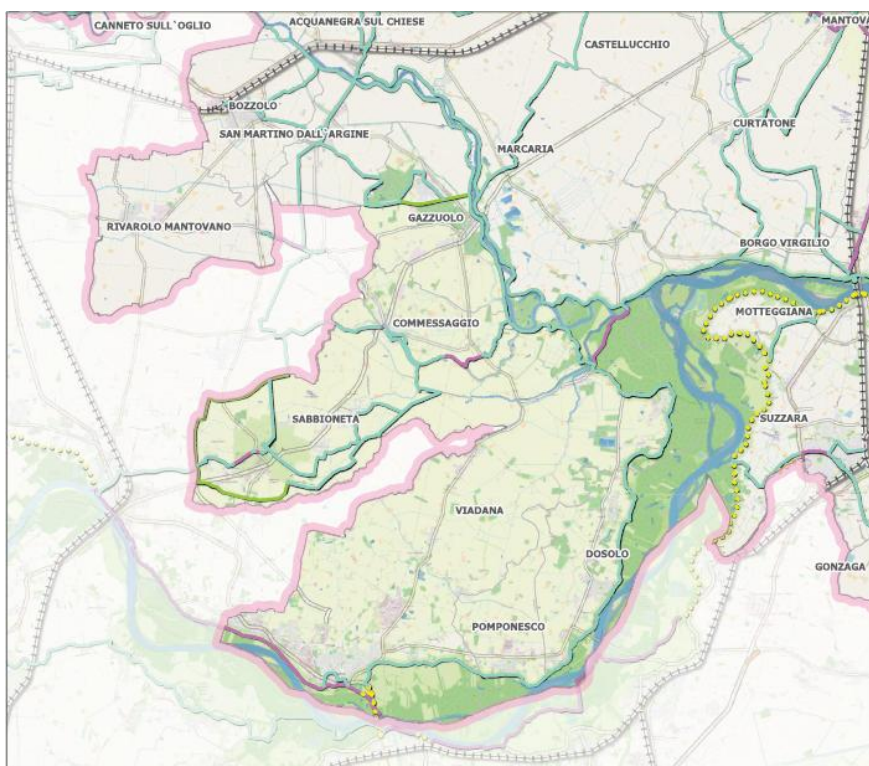 CANNETO SULL`OGLIO
ACQUANEGRA SUL CHIESE
MANTOVA
CASTELLUCCHIO
BOZZOLO
CURTATONE
SAN MARTINO DALL`ARGINE
MARCARIA
GAZZUOLO
RIVAROLO MANTOVANO
BORGO VIRGILIO
MOTTEGGIANA
COMMESSAGGIO
SABBIONETA
SUZZARA
VIADANA
DOSOLO
GONZAGA
POMPONESCO